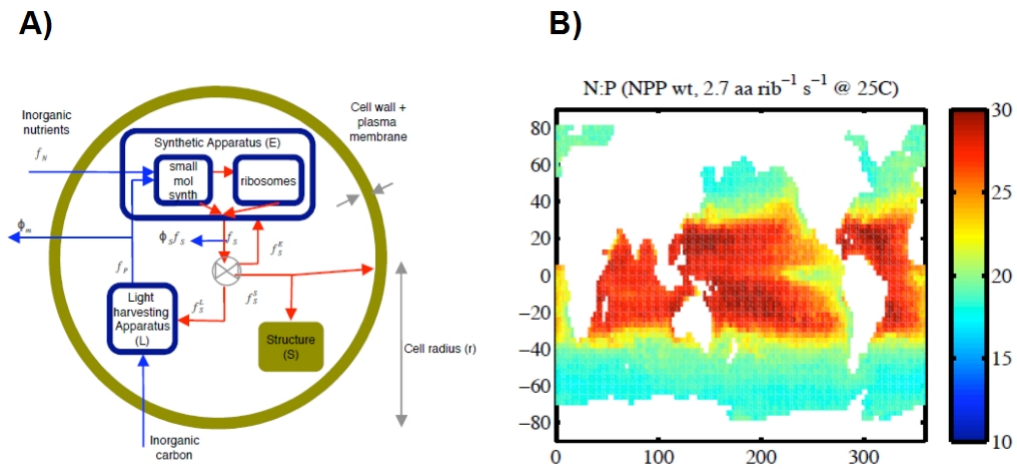 A)
B)
Inorganic
nutrients
Cell wall +
plasma
membrane
Synthetic Apparatus (E)
small
mol
synth
ribosomes
f_N
ϕ_m
ϕ_S f_S
f_S
f_S^E
f_P
f_S^L
f_S^S
Light
harvesting
Apparatus
(L)
Structure
(S)
Cell radius (r)
Inorganic
carbon
N:P (NPP wt, 2.7 aa rib⁻¹ s⁻¹ @ 25C)
80
60
40
20
0
−20
−40
−60
−80
0
100
200
300
30
25
20
15
10